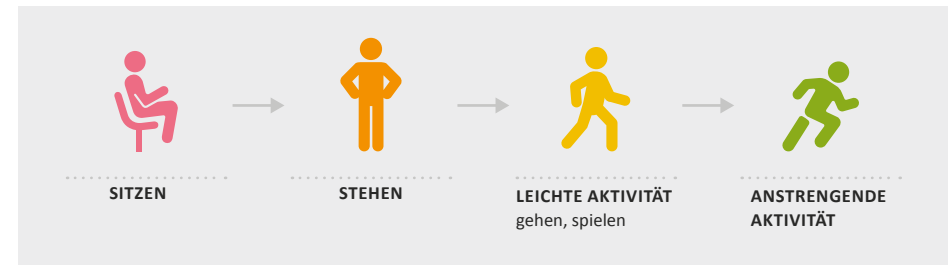 SITZEN
STEHEN
LEICHTE AKTIVITÄT
gehen, spielen
ANSTRENGENDE
AKTIVITÄT